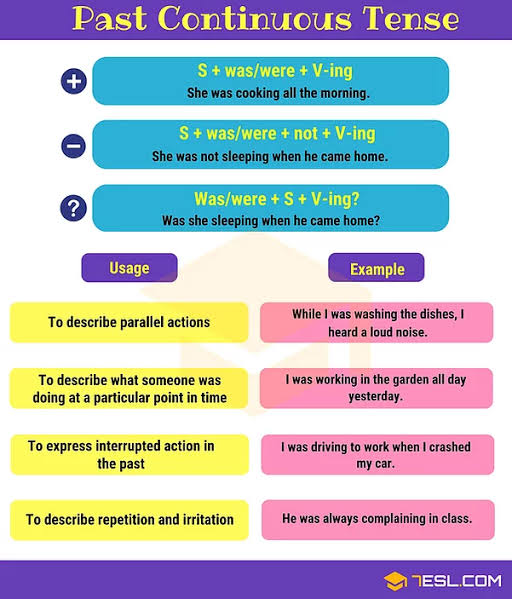 Past Continuous Tense
+
S + was/were + V-ing
She was cooking all the morning.
−
S + was/were + not + V-ing
She was not sleeping when he came home.
?
Was/were + S + V-ing?
Was she sleeping when he came home?
Usage
Example
To describe parallel actions
While I was washing the dishes, I
heard a loud noise.
To describe what someone was
doing at a particular point in time
I was working in the garden all day
yesterday.
To express interrupted action in
the past
I was driving to work when I crashed
my car.
To describe repetition and irritation
He was always complaining in class.
7ESL.COM